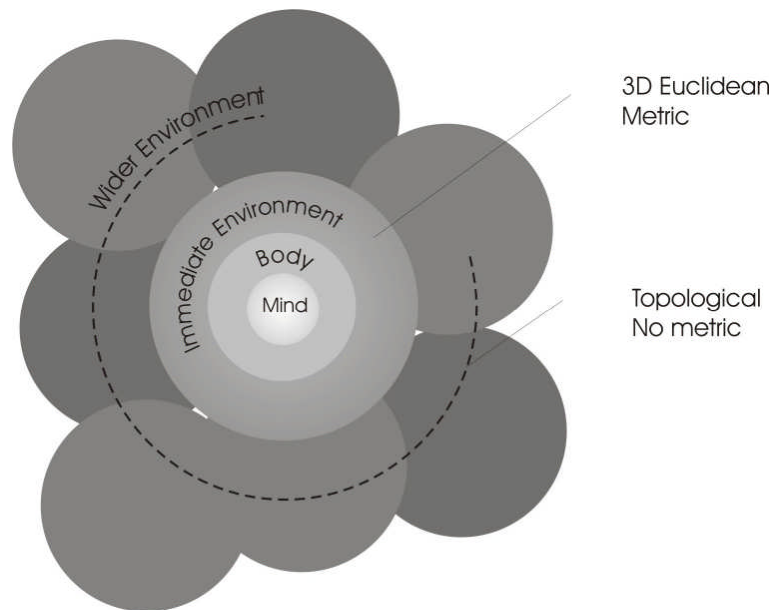 Wider Environment
Immediate Environment
Body
Mind
3D Euclidean
Metric
Topological
No metric